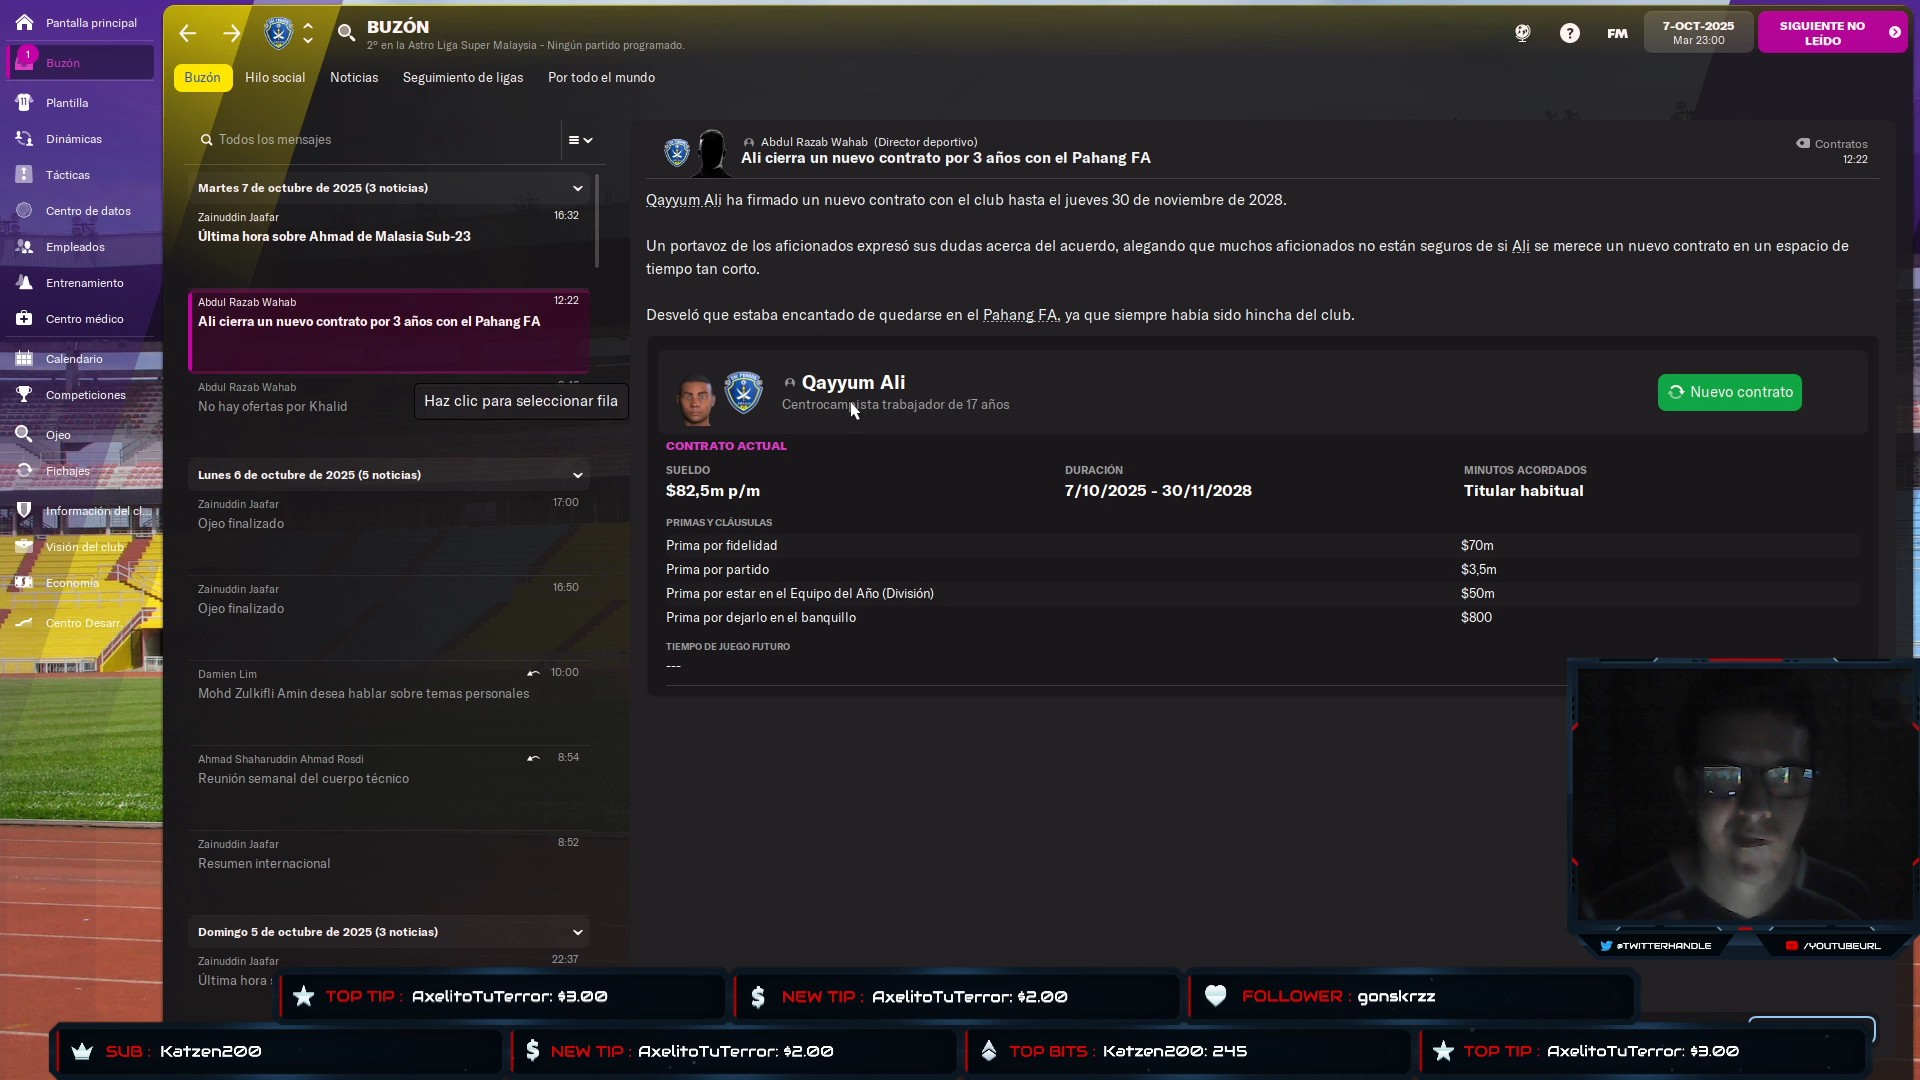 Pantalla principal
1
Buzón
Plantilla
Dinámicas
Tácticas
Centro de datos
Empleados
Entrenamiento
Centro médico
Calendario
Competiciones
Ojeo
Fichajes
Información del cl...
Visión del club
Economía
Centro Desarr.
BUZÓN
2º en la Astro Liga Super Malaysia - Ningún partido programado.
FM
7-OCT-2025
Mar 23:00
SIGUIENTE NO LEÍDO
Buzón
Hilo social
Noticias
Seguimiento de ligas
Por todo el mundo
Todos los mensajes
Martes 7 de octubre de 2025 (3 noticias)
Zainuddin Jaafar
16:32
Última hora sobre Ahmad de Malasia Sub-23
Abdul Razab Wahab
12:22
Ali cierra un nuevo contrato por 3 años con el Pahang FA
Abdul Razab Wahab
No hay ofertas por Khalid
Haz clic para seleccionar fila
Lunes 6 de octubre de 2025 (5 noticias)
Zainuddin Jaafar
17:00
Ojeo finalizado
Zainuddin Jaafar
16:50
Ojeo finalizado
Damien Lim
10:00
Mohd Zulkifli Amin desea hablar sobre temas personales
Ahmad Shaharuddin Ahmad Rosdi
8:54
Reunión semanal del cuerpo técnico
Zainuddin Jaafar
8:52
Resumen internacional
Domingo 5 de octubre de 2025 (3 noticias)
Zainuddin Jaafar
22:37
Última hora
Abdul Razab Wahab (Director deportivo)
Ali cierra un nuevo contrato por 3 años con el Pahang FA
Contratos
12:22
Qayyum Ali ha firmado un nuevo contrato con el club hasta el jueves 30 de noviembre de 2028.
Un portavoz de los aficionados expresó sus dudas acerca del acuerdo, alegando que muchos aficionados no están seguros de si Ali se merece un nuevo contrato en un espacio de
tiempo tan corto.
Desveló que estaba encantado de quedarse en el Pahang FA, ya que siempre había sido hincha del club.
Qayyum Ali
Centrocampista trabajador de 17 años
Nuevo contrato
CONTRATO ACTUAL
SUELDO
DURACIÓN
MINUTOS ACORDADOS
$82,5m p/m
7/10/2025 - 30/11/2028
Titular habitual
PRIMAS Y CLÁUSULAS
Prima por fidelidad
$70m
Prima por partido
$3,5m
Prima por estar en el Equipo del Año (División)
$50m
Prima por dejarlo en el banquillo
$800
TIEMPO DE JUEGO FUTURO
---
@TWITTERHANDLE
/YOUTUBEURL
TOP TIP : AxelitoTuTerror: $3.00
NEW TIP : AxelitoTuTerror: $2.00
FOLLOWER : gonskrzz
SUB : Katzen200
NEW TIP : AxelitoTuTerror: $2.00
TOP BITS : Katzen200: 245
TOP TIP : AxelitoTuTerror: $3.00